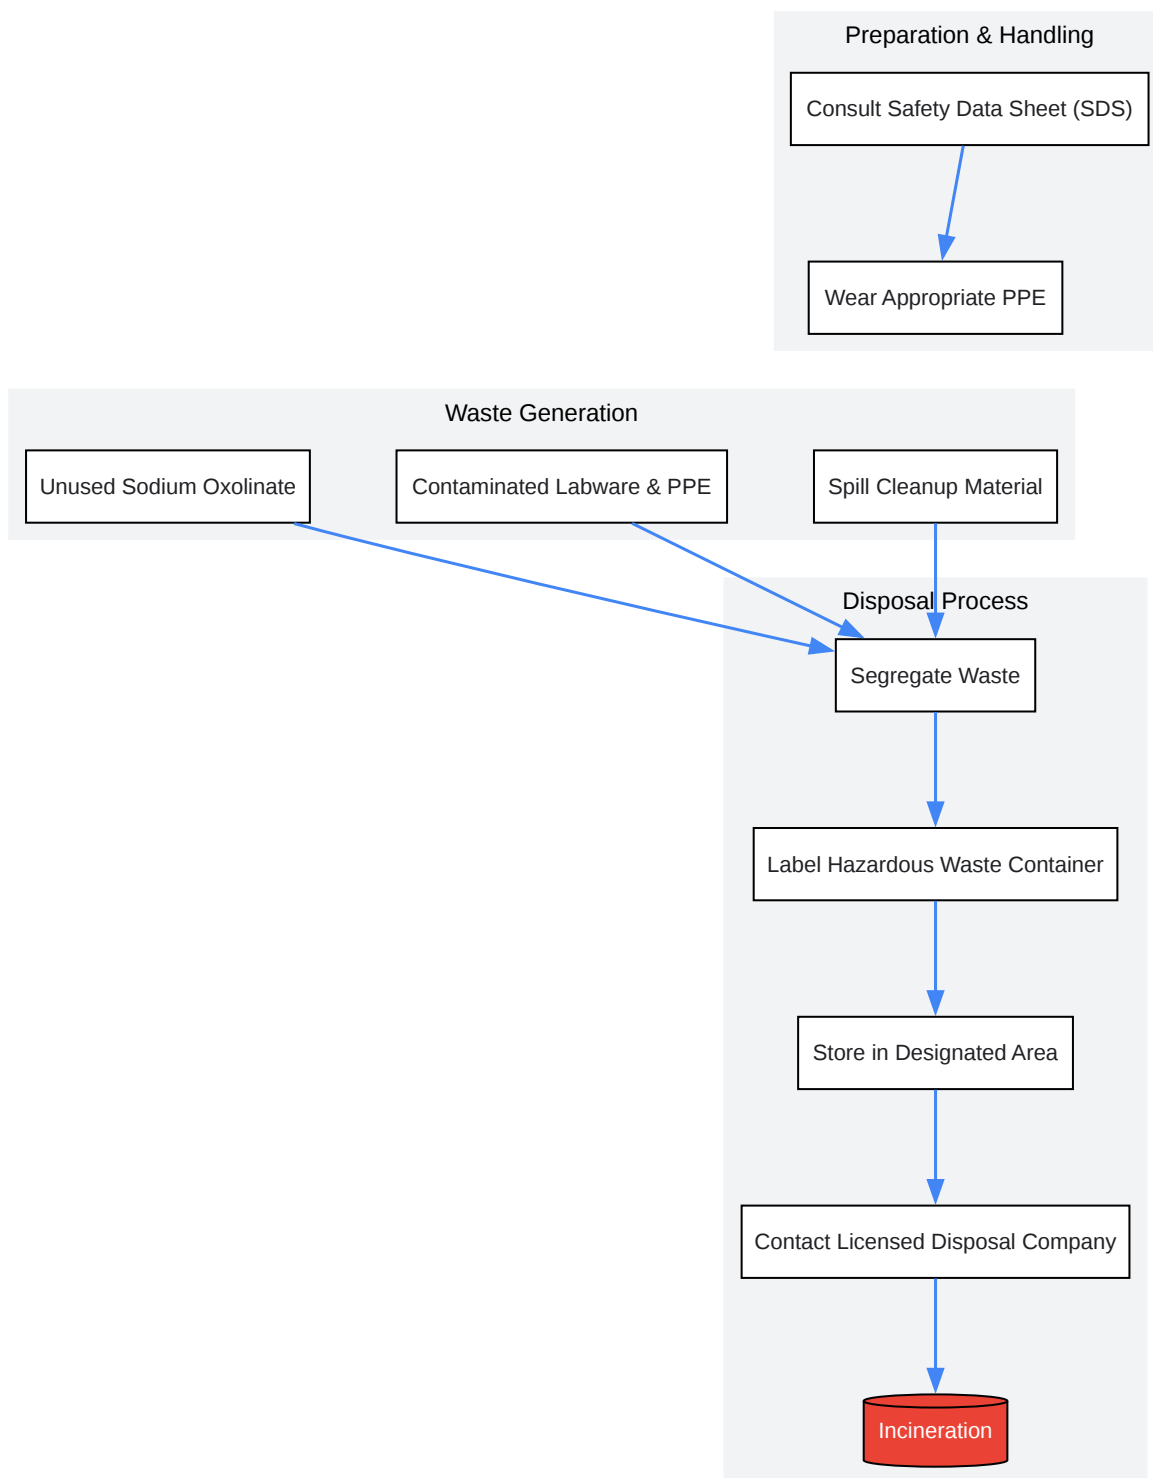 Preparation & Handling
Consult Safety Data Sheet (SDS)
Wear Appropriate PPE
Waste Generation
Unused Sodium Oxolinate
Contaminated Labware & PPE
Spill Cleanup Material
Disposal Process
Segregate Waste
Label Hazardous Waste Container
Store in Designated Area
Contact Licensed Disposal Company
Incineration